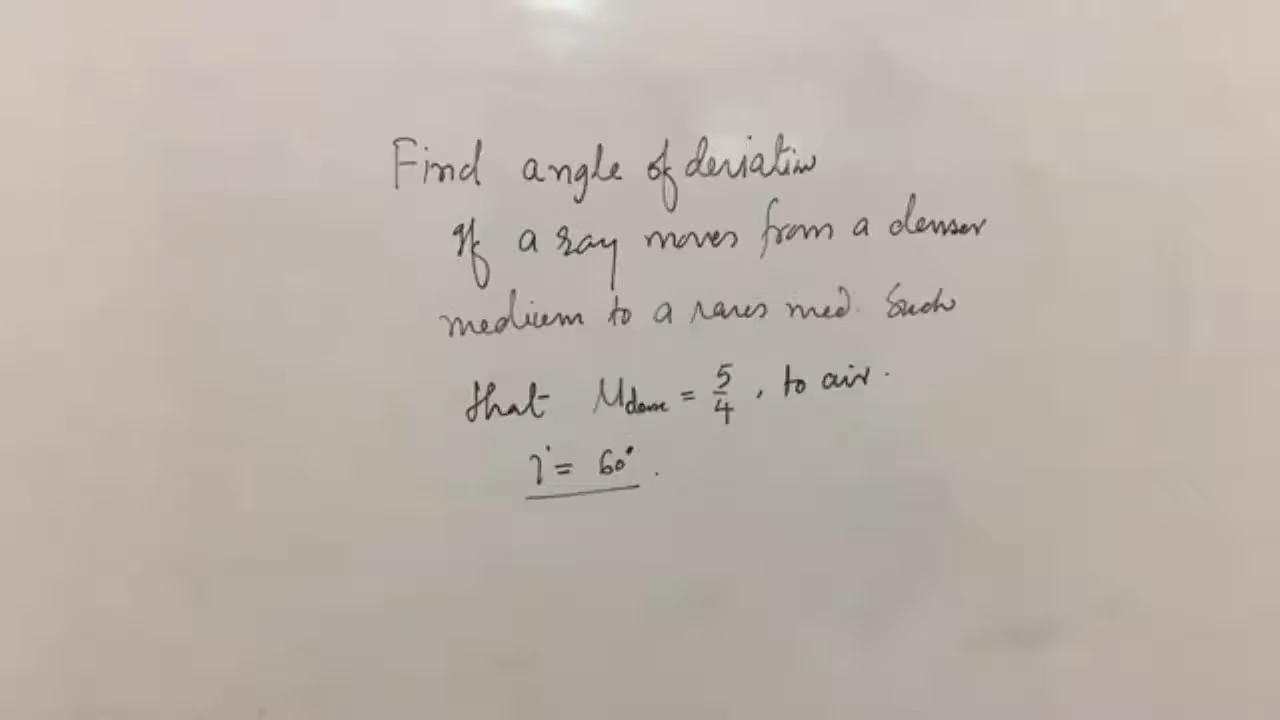 Find angle of deviation
If a ray moves from a denser
medium to a rarer med. Such
that μdense = 5/4, to air.
i = 60°.